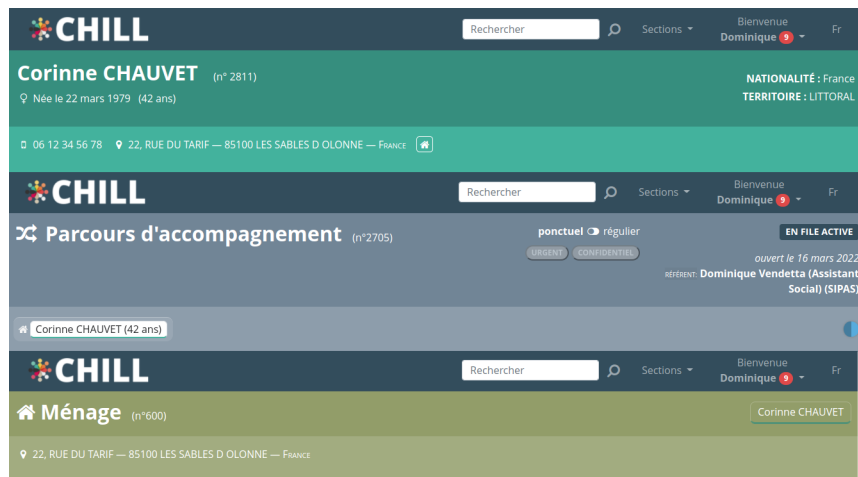 CHILL
Rechercher Sections Bienvenue Dominique 9 Fr
Corinne CHAUVET (n° 2811)
NATIONALITÉ : France
Née le 22 mars 1979 (42 ans)
TERRITOIRE : LITTORAL
06 12 34 56 78 22, RUE DU TARIF — 85100 LES SABLES D OLONNE — France
CHILL
Rechercher Sections Bienvenue Dominique 9 Fr
Parcours d'accompagnement (n°2705)
ponctuel régulier
EN FILE ACTIVE
URGENT CONFIDENTIEL
ouvert le 16 mars 2022
RÉFÉRENT: Dominique Vendetta (Assistant
Social) (SIPAS)
Corinne CHAUVET (42 ans)
CHILL
Rechercher Sections Bienvenue Dominique 9 Fr
Ménage (n°600)
Corinne CHAUVET
22, RUE DU TARIF — 85100 LES SABLES D OLONNE — France